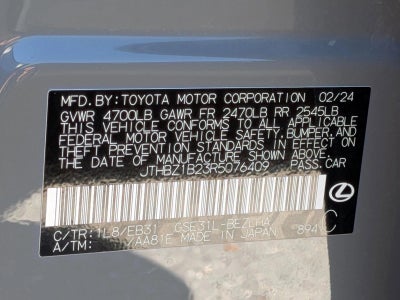 MFD. BY: TOYOTA MOTOR CORPORATION 02/24
GVWR 4700LB GAWR FR 2470LB RR 2545LB
THIS VEHICLE CONFORMS TO ALL APPLICABLE
FEDERAL MOTOR VEHICLE SAFETY, BUMPER, AND
THEFT PREVENTION STANDARDS IN EFFECT ON
THE DATE OF MANUFACTURE SHOWN ABOVE.
JTHBZ1B23R5076409 PASS.CAR
C/TR: 1L8/EB31 GSE31L-BEZLHA
A/TM: /AA81E MADE IN JAPAN 894
C